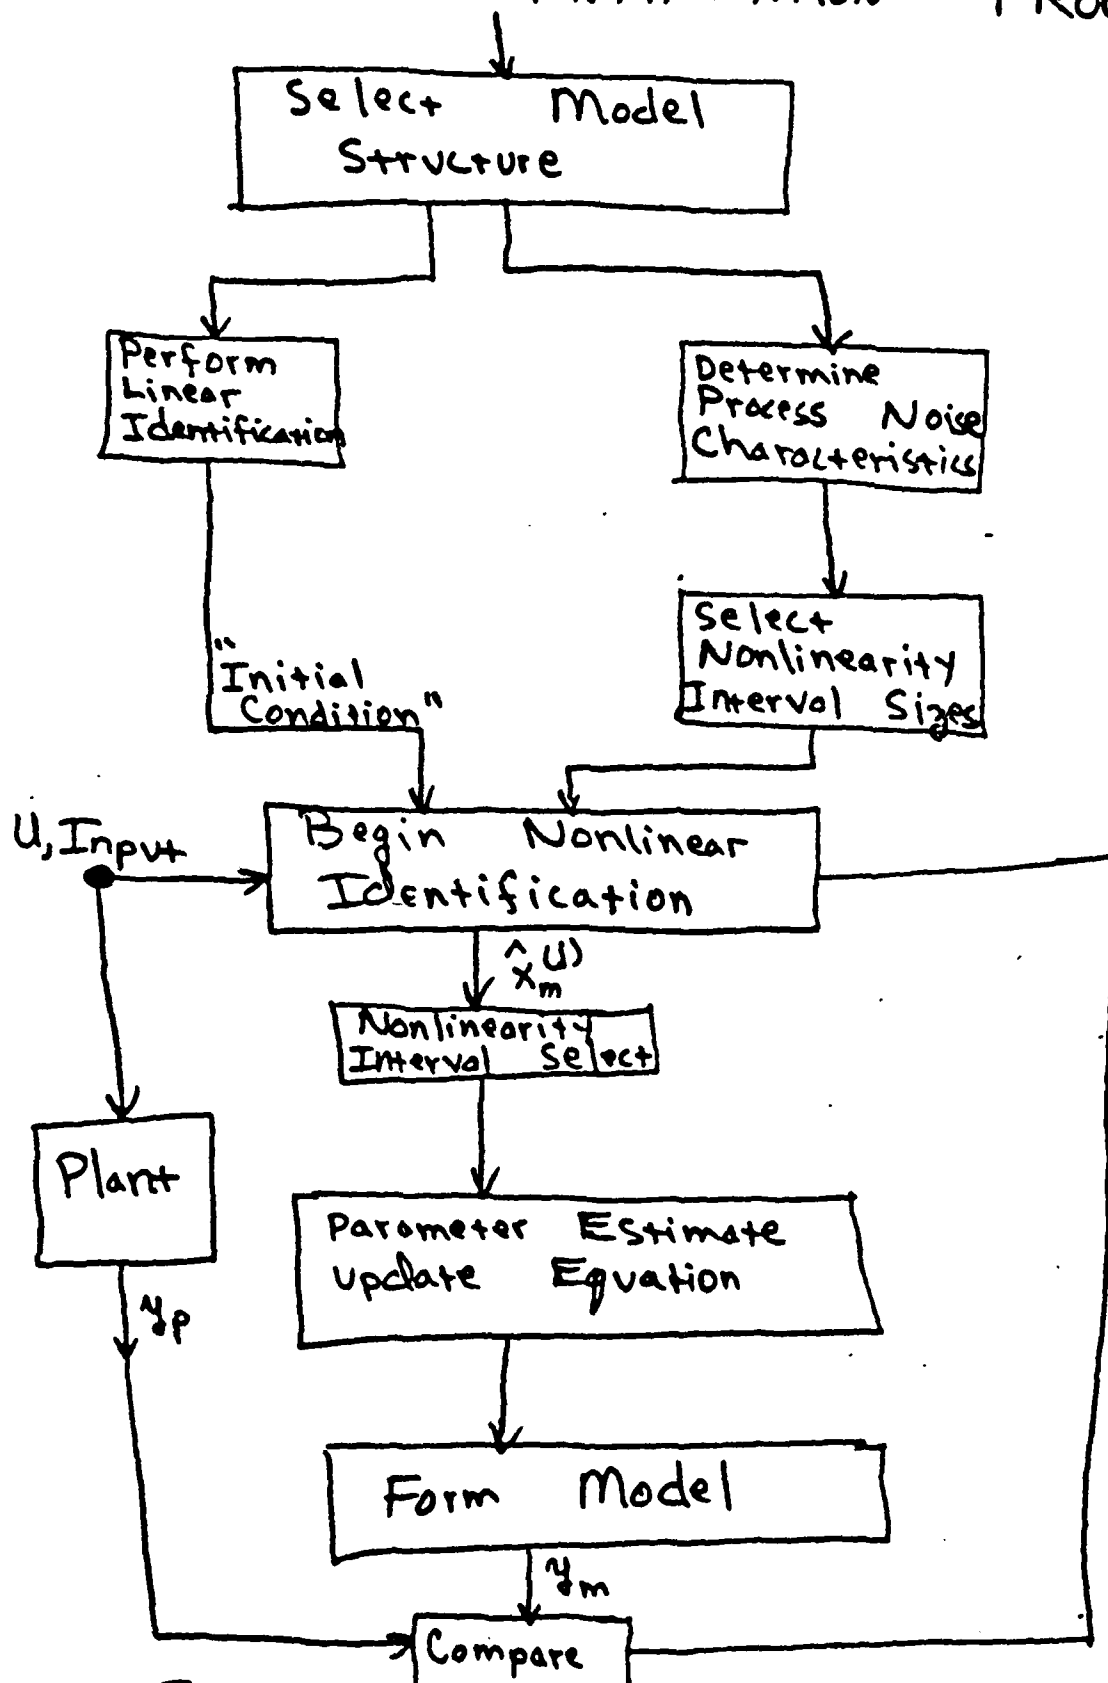 Select Model
Structure
Perform
Linear
Identification
Determine
Process Noise
Characteristics
Select
Nonlinearity
Interval Sizes
"Initial
Condition"
U, Input
Begin Nonlinear
Identification
x̂m(J)
Nonlinearity
Interval Select
Plant
Parameter Estimate
update Equation
yp
Form Model
ym
Compare